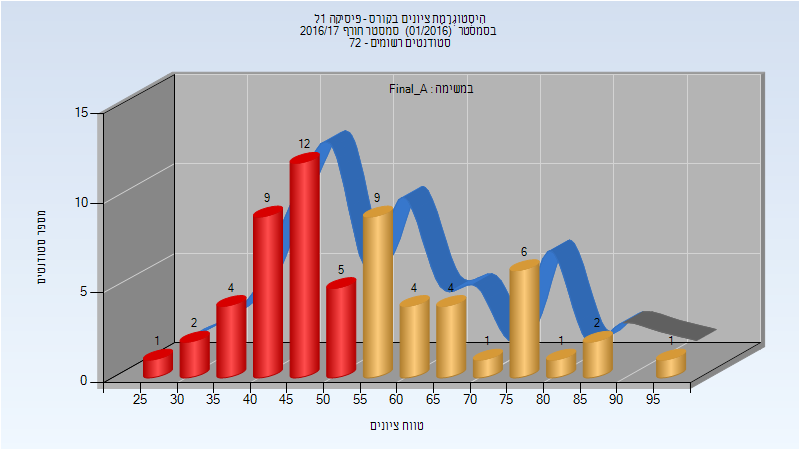 היסטוגרמת ציונים בקורס - פיסיקה 1ל
בסמסטר (01/2016) סמסטר חורף 2016/17
סטודנטים רשומים - 72
במשימה : Final_A
מספר סטודנטים
15
10
5
0
1
2
4
9
12
5
9
4
4
1
6
1
2
1
25 30 35 40 45 50 55 60 65 70 75 80 85 90 95
טווח ציונים